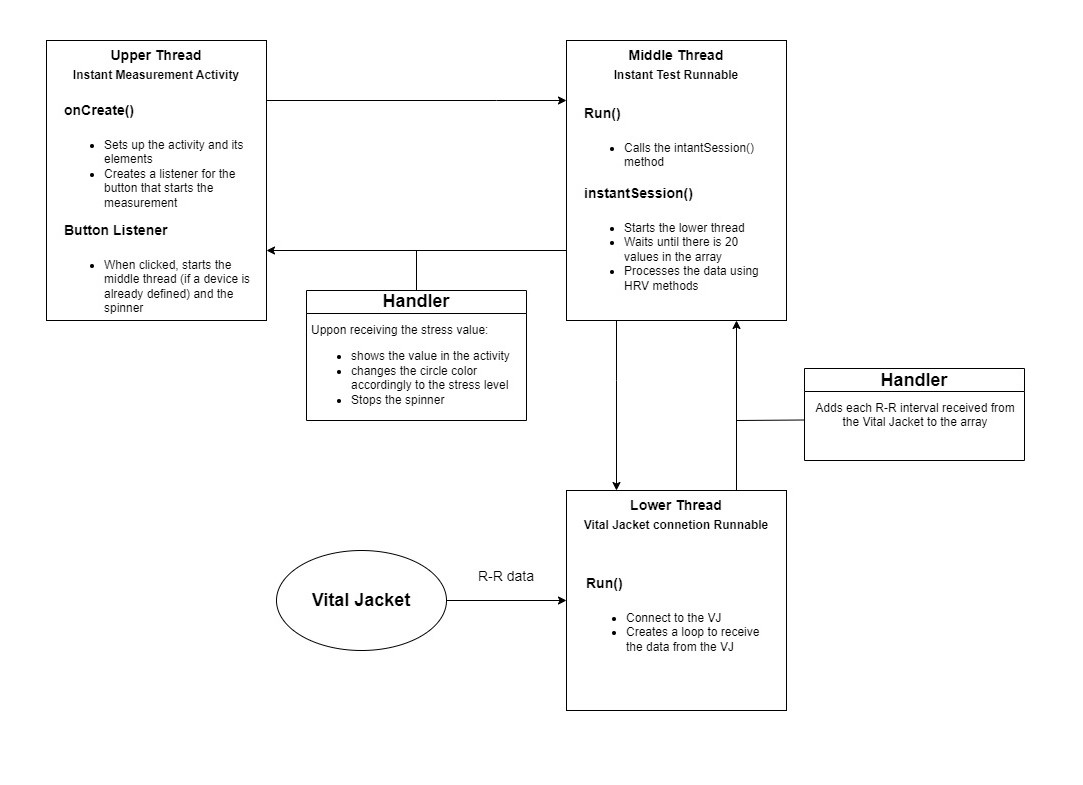 Upper Thread
Instant Measurement Activity
onCreate()
• Sets up the activity and its
elements
• Creates a listener for the
button that starts the
measurement
Button Listener
• When clicked, starts the
middle thread (if a device is
already defined) and the
spinner
Middle Thread
Instant Test Runnable
Run()
• Calls the intantSession()
method
instantSession()
• Starts the lower thread
• Waits until there is 20
values in the array
• Processes the data using
HRV methods
Handler
Uppon receiving the stress value:
• shows the value in the activity
• changes the circle color
accordingly to the stress level
• Stops the spinner
Handler
Adds each R-R interval received from
the Vital Jacket to the array
Lower Thread
Vital Jacket connetion Runnable
Run()
• Connect to the VJ
• Creates a loop to receive
the data from the VJ
Vital Jacket
R-R data